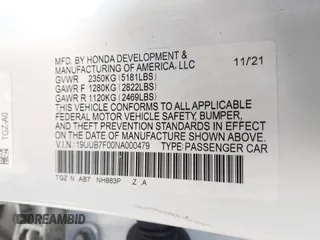 MFD. BY HONDA DEVELOPMENT &
MANUFACTURING OF AMERICA, LLC 11/21
GVWR 2350KG (5181LBS)
GAWR F 1280KG (2822LBS)
GAWR R 1120KG (2469LBS)
THIS VEHICLE CONFORMS TO ALL APPLICABLE
FEDERAL MOTOR VEHICLE SAFETY, BUMPER,
AND THEFT PREVENTION STANDARDS IN EFFECT
ON THE DATE OF MANUFACTURE SHOWN ABOVE.
V.I.N.:19UUB7F00NA000479 TYPE:PASSENGER CAR
TGZ N AB7 NH883P Z A
TGZ-A0
DREAMBID